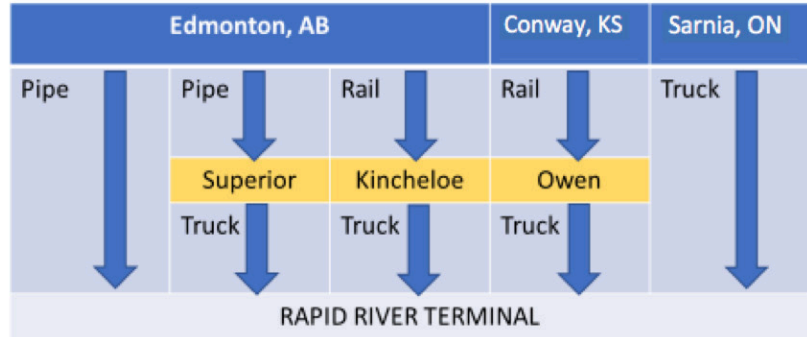 Edmonton, AB Conway, KS Sarnia, ON
Pipe Pipe Rail Rail Truck
Superior Kincheloe Owen
Truck Truck Truck
RAPID RIVER TERMINAL